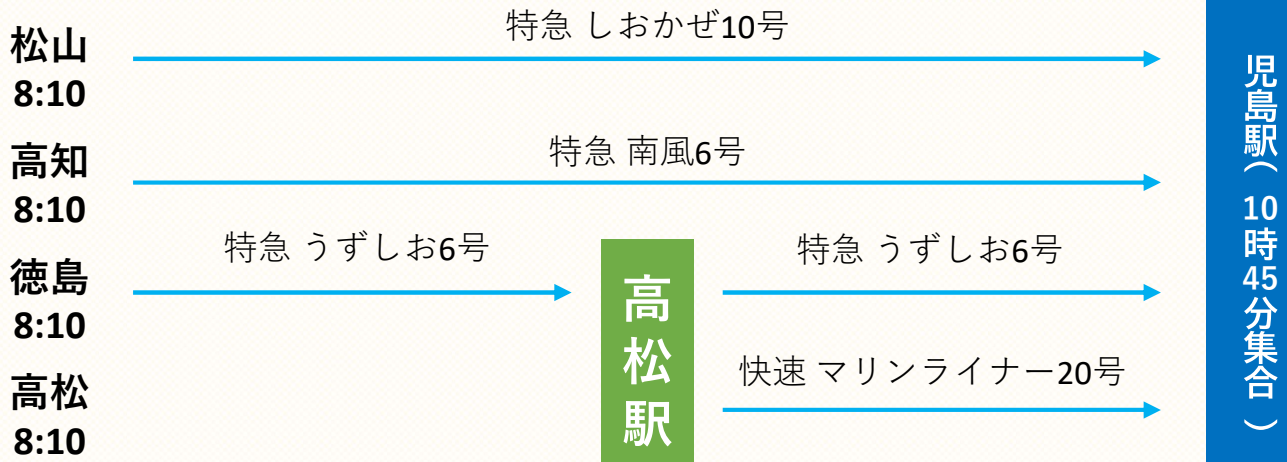 特急 しおかぜ10号
松山
8:10
特急 南風6号
高知
8:10
特急 うずしお6号
特急 うずしお6号
徳島
8:10
快速 マリンライナー20号
高松
8:10
高松駅
児島駅（10時45分集合）